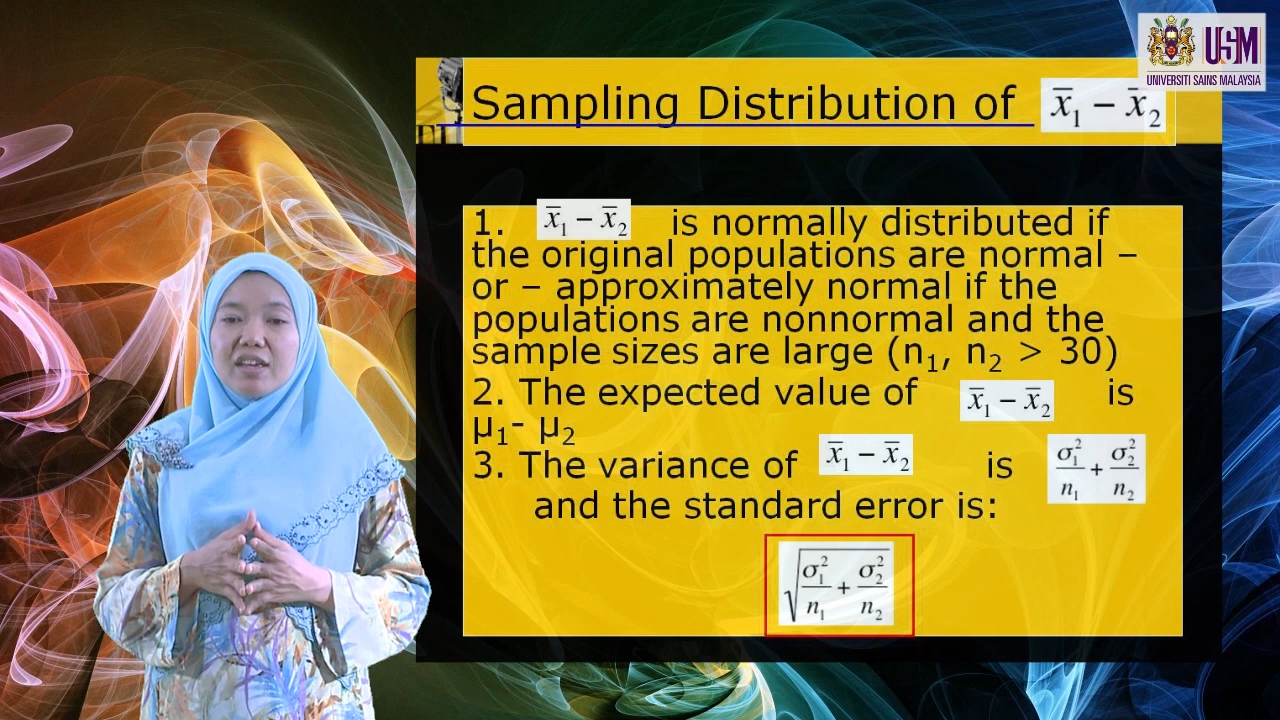 USM
UNIVERSITI SAINS MALAYSIA
Sampling Distribution of x̄₁ − x̄₂
1. x̄₁ − x̄₂ is normally distributed if
the original populations are normal –
or – approximately normal if the
populations are nonnormal and the
sample sizes are large (n₁, n₂ > 30)
2. The expected value of x̄₁ − x̄₂ is
μ₁- μ₂
3. The variance of x̄₁ − x̄₂ is σ₁²/n₁ + σ₂²/n₂
and the standard error is:
√(σ₁²/n₁ + σ₂²/n₂)